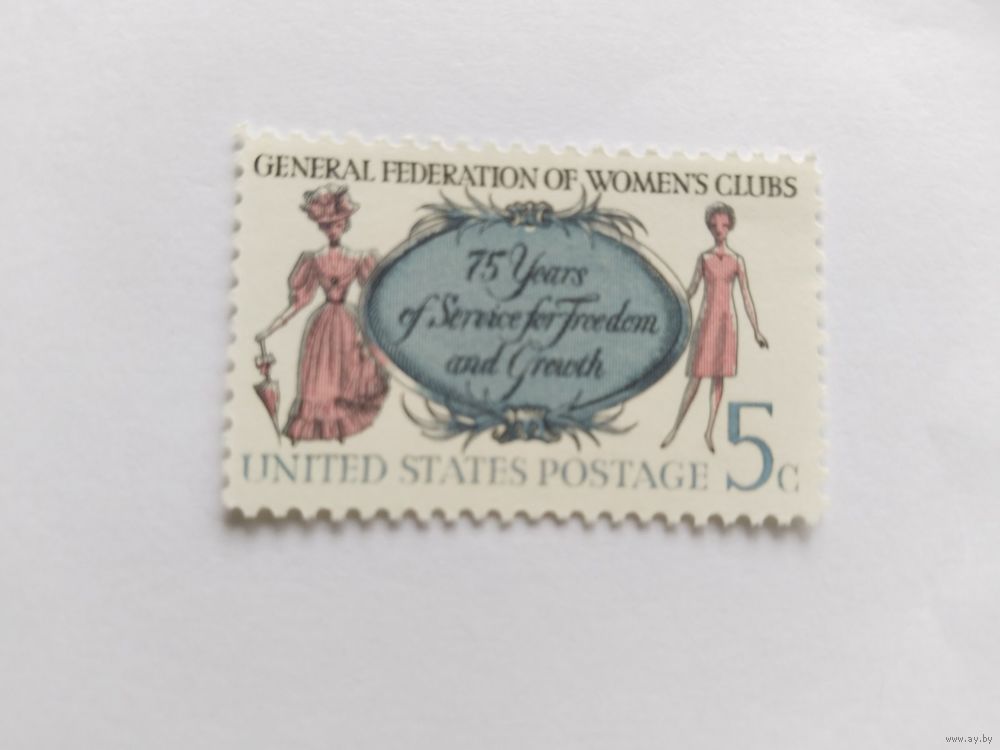 GENERAL FEDERATION OF WOMEN'S CLUBS
75 Years
of Service for Freedom
and Growth
UNITED STATES POSTAGE 5c
www.ay.by